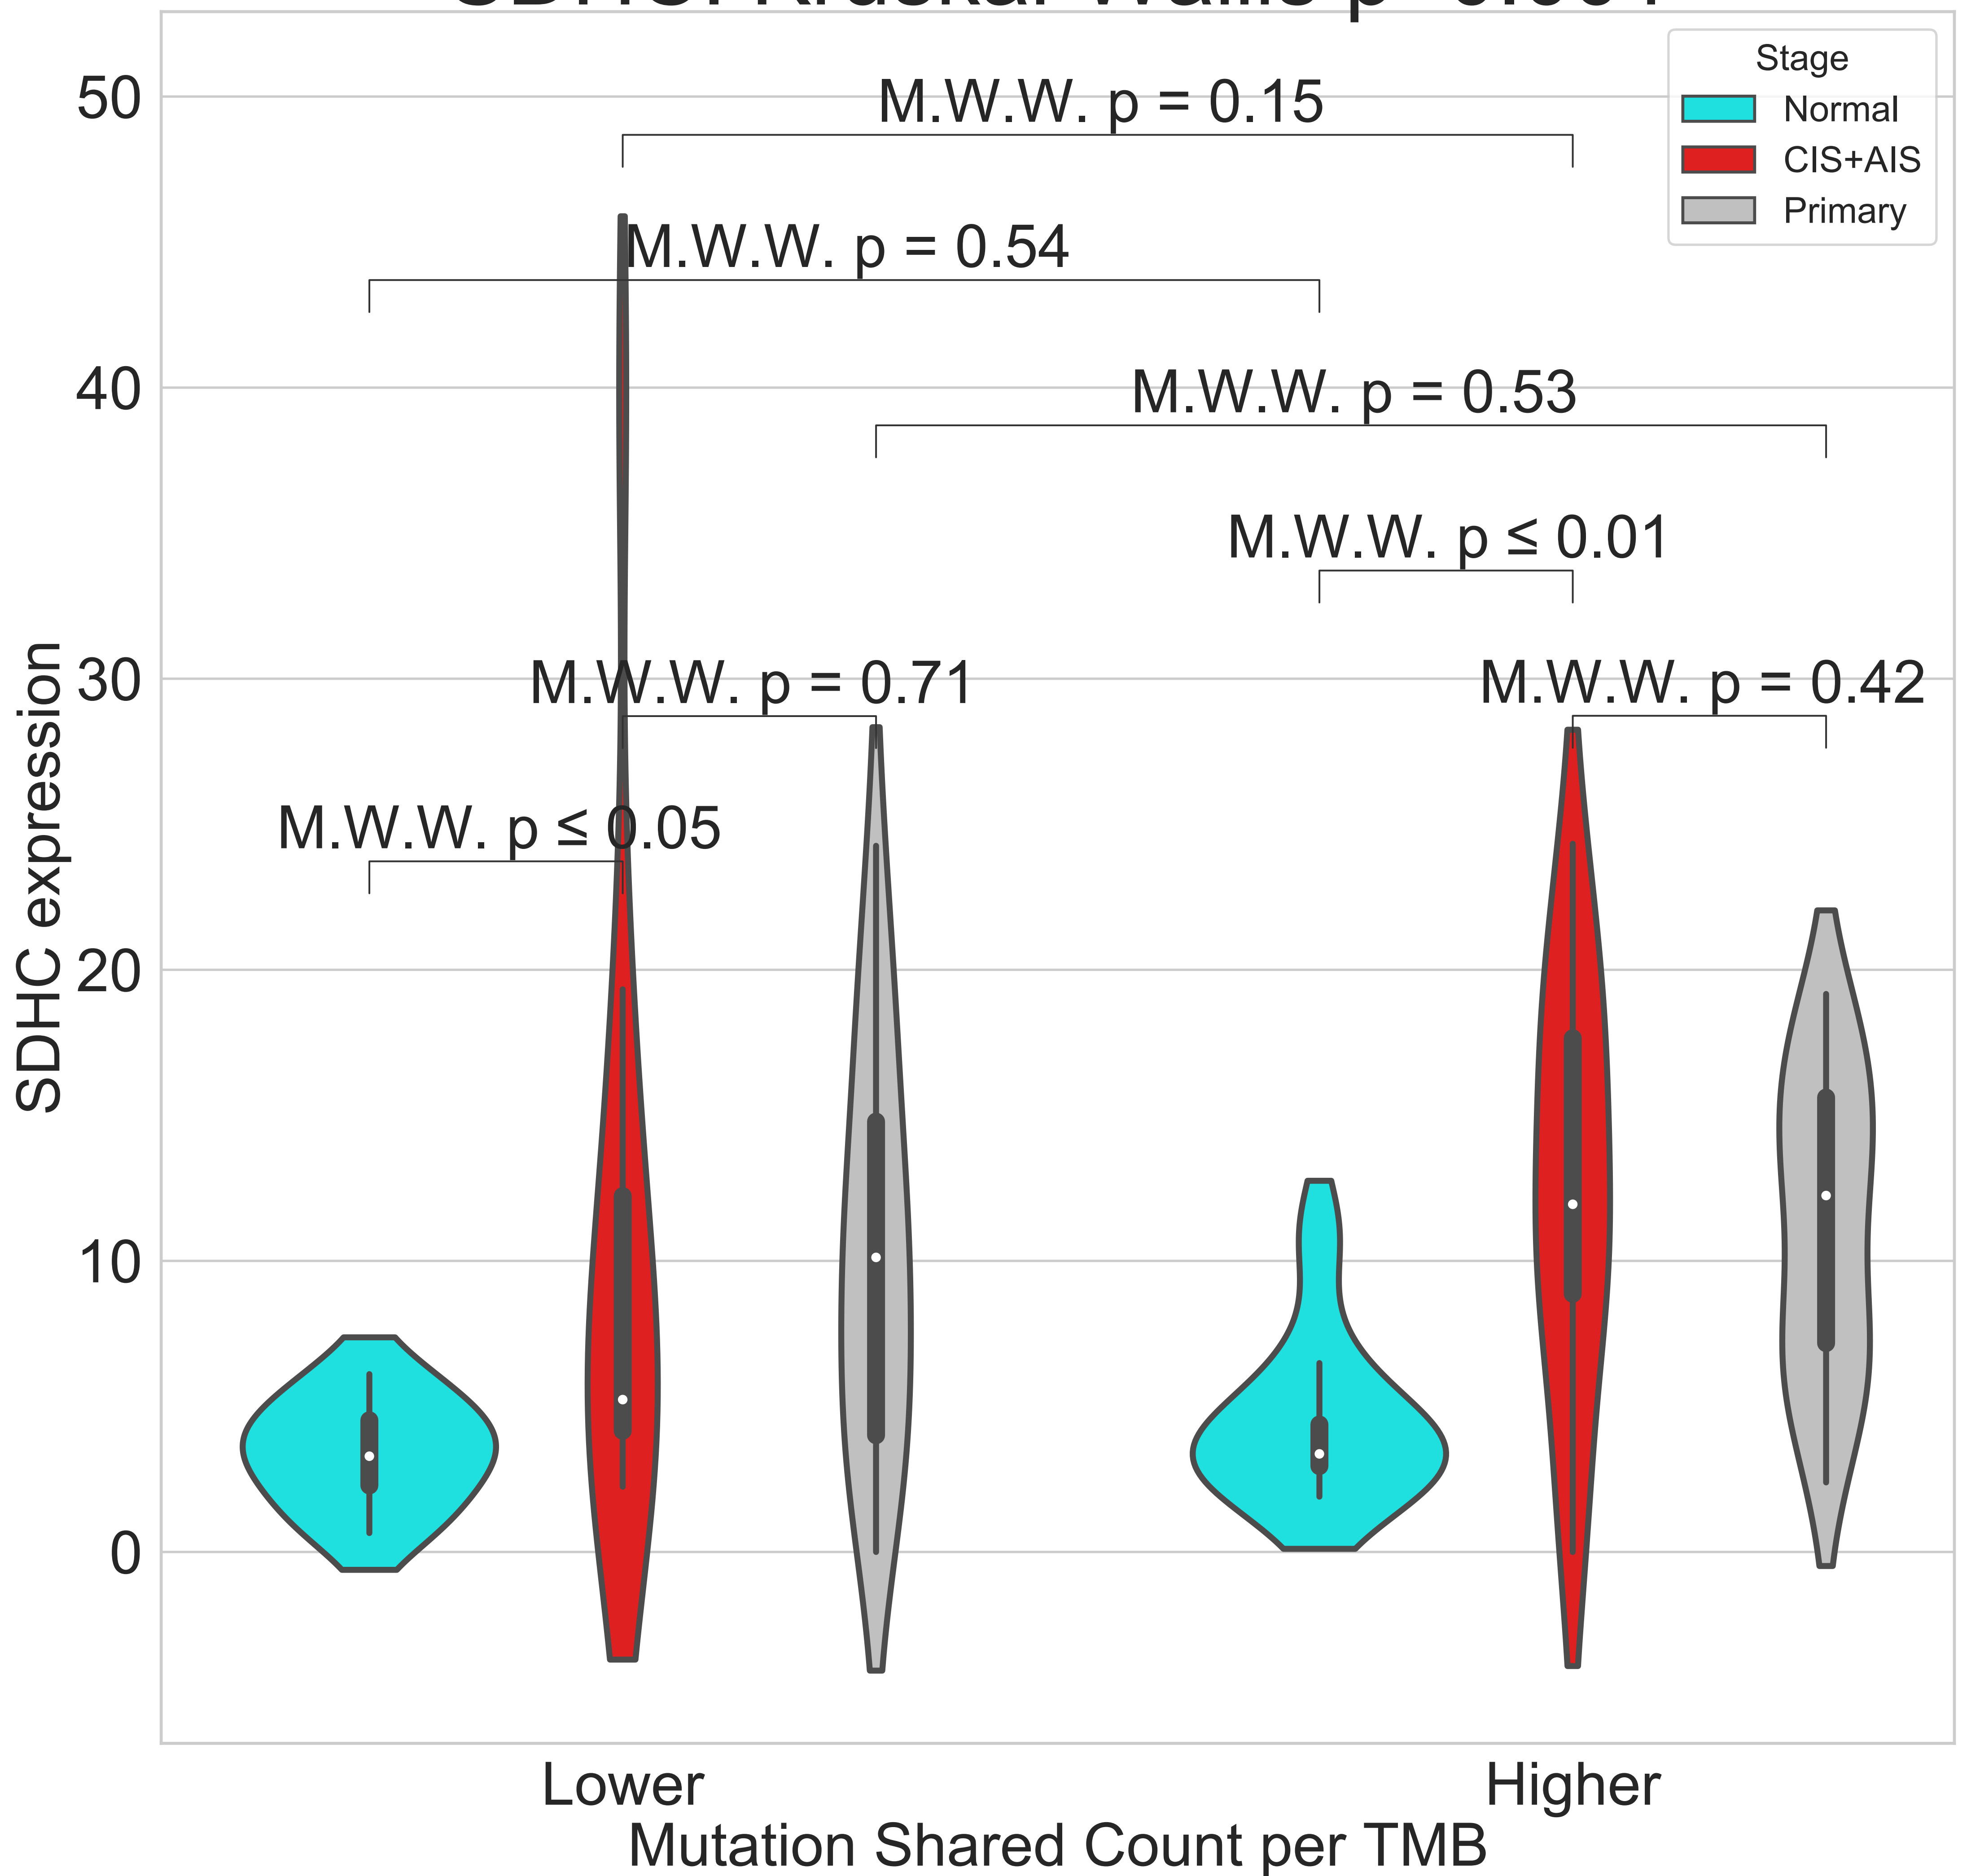 Stage
Normal
CIS+AIS
Primary
M.W.W. p = 0.15
M.W.W. p = 0.54
M.W.W. p = 0.53
M.W.W. p ≤ 0.01
M.W.W. p = 0.71
M.W.W. p = 0.42
M.W.W. p ≤ 0.05
50
40
30
20
10
0
SDHC expression
Lower
Higher
Mutation Shared Count per TMB